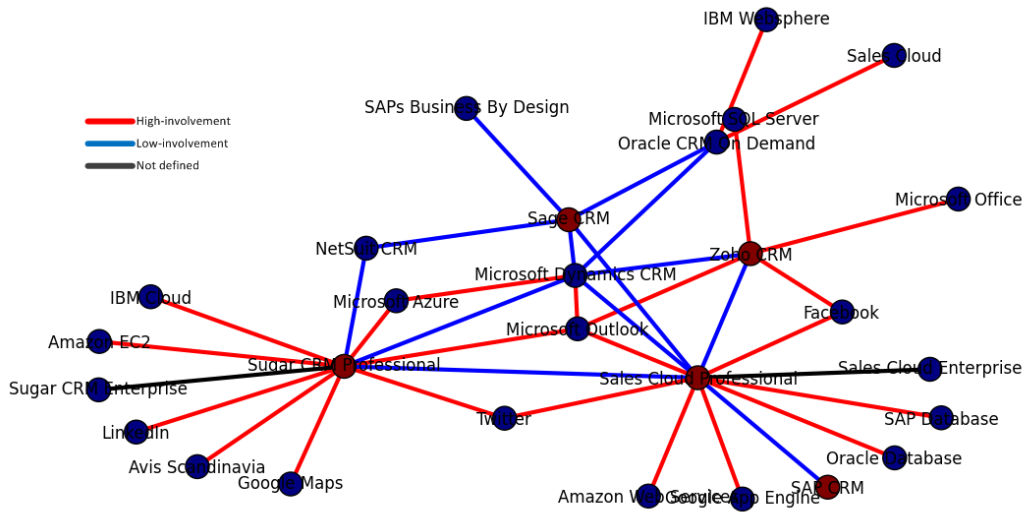 IBM Websphere
Sales Cloud
SAPs Business By Design
High-involvement
Microsoft SQL Server
Low-involvement
Oracle CRM On Demand
Not defined
Microsoft Office
Sage CRM
NetSuit CRM
Zoho CRM
Microsoft Dynamics CRM
IBM Cloud
Microsoft Azure
Facebook
Microsoft Outlook
Amazon EC2
Sugar CRM Professional
Sales Cloud Enterprise
Sales Cloud Professional
Sugar CRM Enterprise
Twitter
SAP Database
LinkedIn
Oracle Database
Avis Scandinavia
Google Maps
SAP CRM
Amazon Web Services
Google App Engine